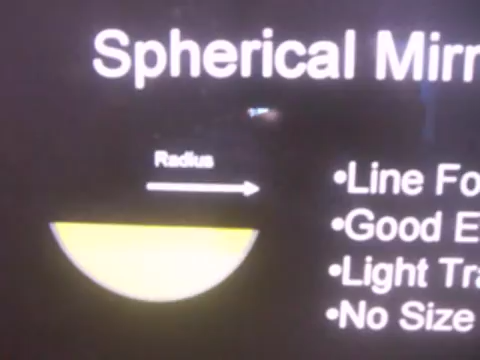 Spherical Mirr
Radius
•Line Fo
•Good E
•Light Tra
•No Size